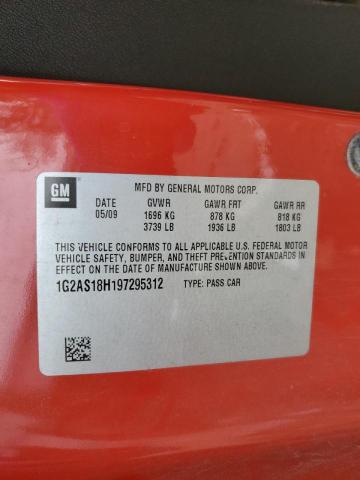 GM
MFD BY GENERAL MOTORS CORP.
DATE GVWR GAWR FRT GAWR RR
05/09 1696 KG 878 KG 818 KG
3739 LB 1936 LB 1803 LB
THIS VEHICLE CONFORMS TO ALL APPLICABLE U.S. FEDERAL MOTOR
VEHICLE SAFETY, BUMPER, AND THEFT PREVENTION STANDARDS IN
EFFECT ON THE DATE OF MANUFACTURE SHOWN ABOVE.
1G2AS18H197295312 TYPE: PASS CAR